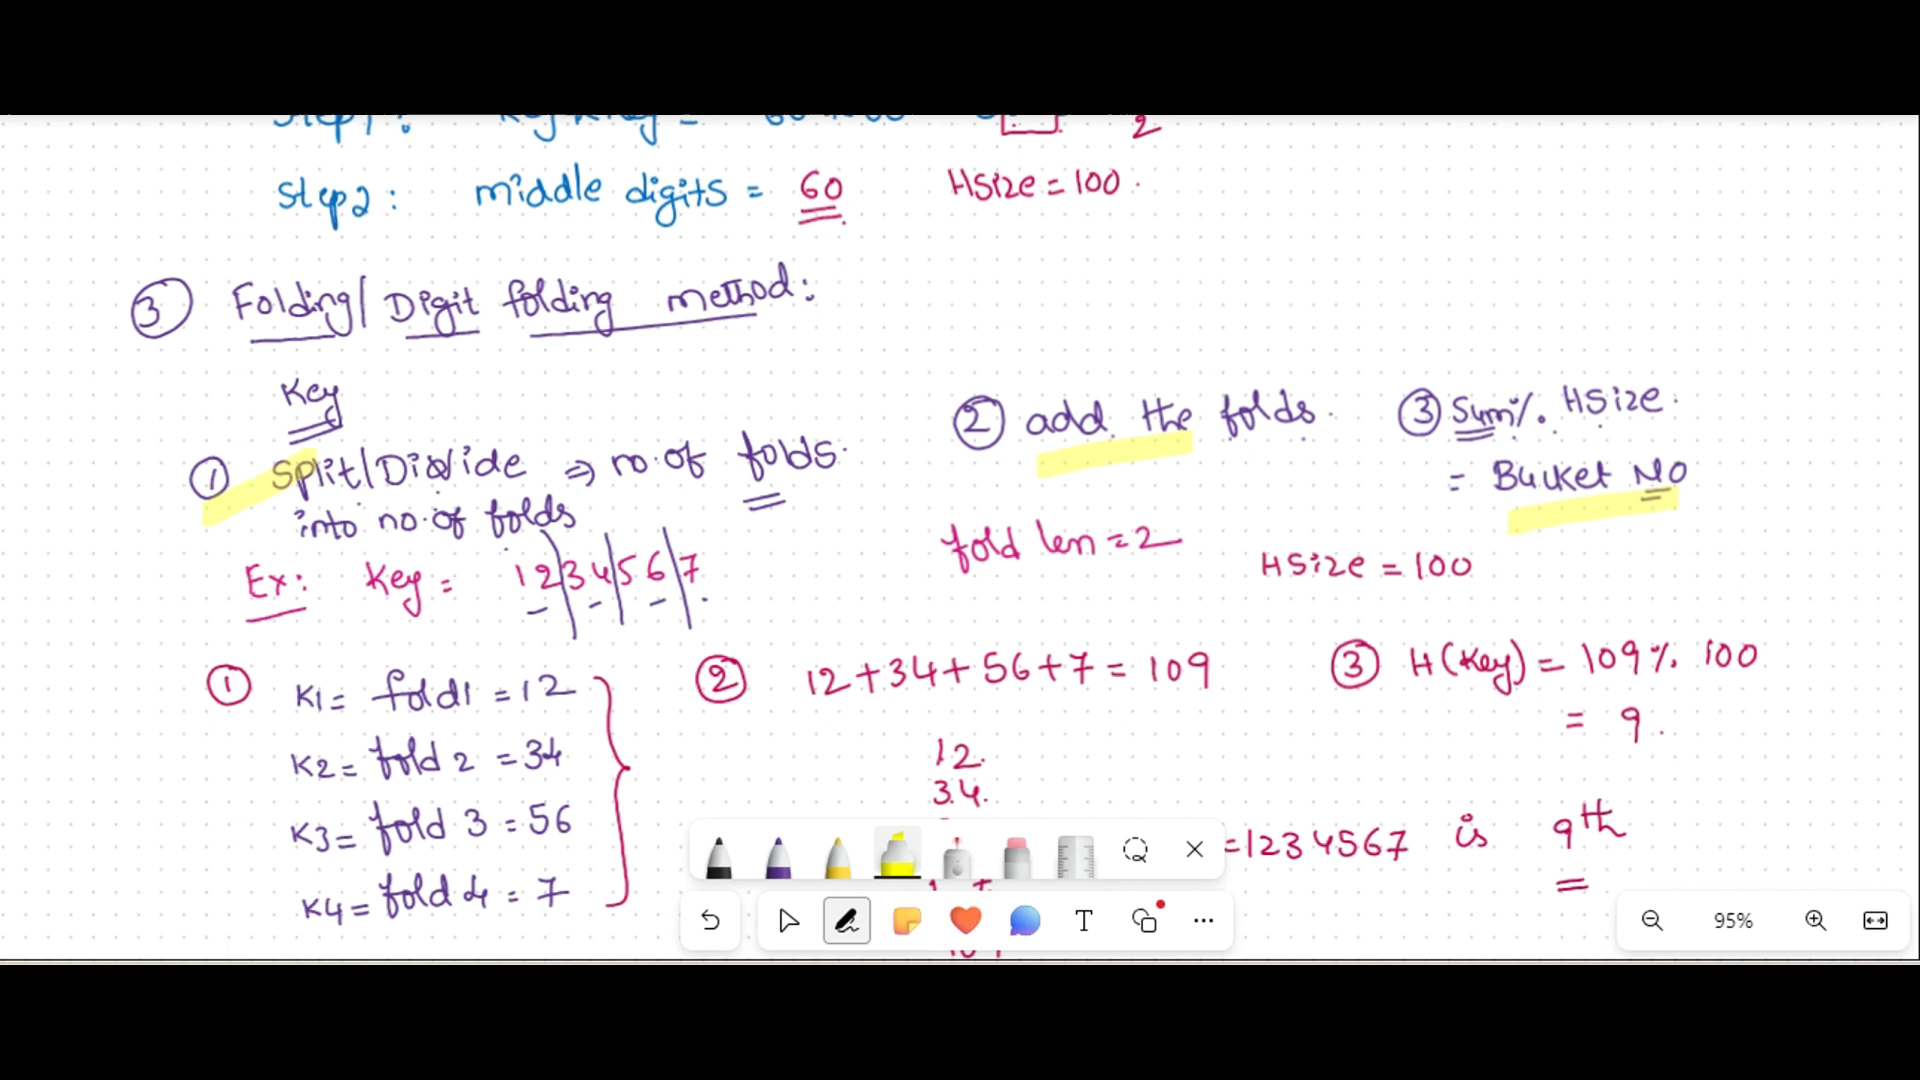 Step2: middle digits = 60 HSize = 100.
③ Folding/Digit folding method:
Key
① Split/Divide ⇒ no.of folds.
into no.of folds
② add the folds.
③ Sum% HSize.
= Bucket NO
Ex: Key = 12|34|56|7
fold len = 2
HSize = 100
① K1 = fold1 = 12
K2 = fold 2 = 34
K3 = fold 3 = 56
K4 = fold 4 = 7
② 12+34+56+7 = 109
12
34
③ H(Key) = 109 % 100
= 9.
=1234567 is 9th
T
95%